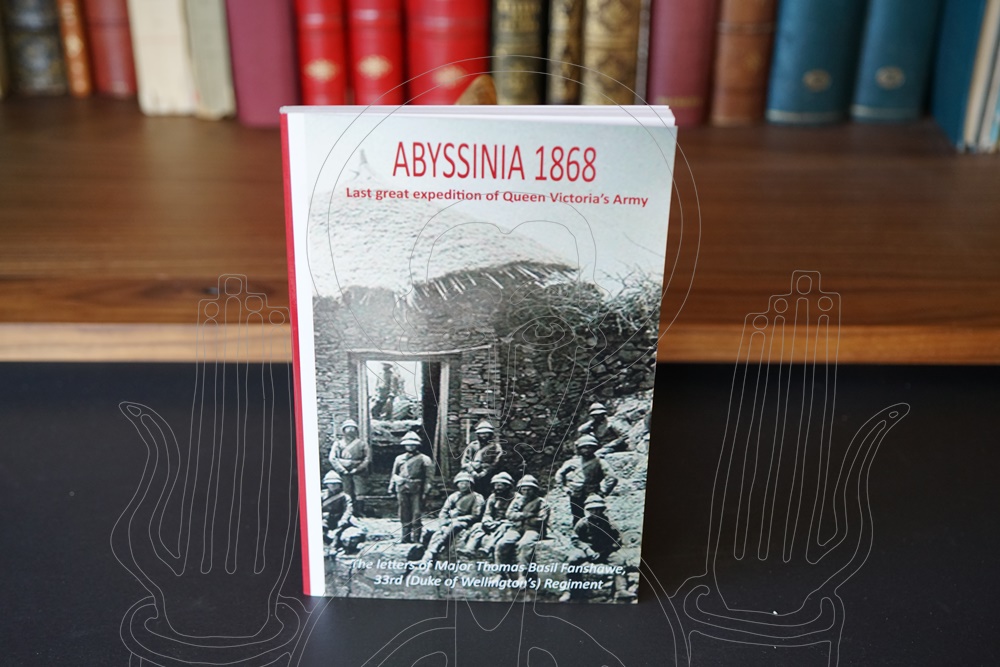 ABYSSINIA 1868
Last great expedition of Queen Victoria's Army
The letters of Major Thomas Basil Fanshawe,
33rd (Duke of Wellington's) Regiment